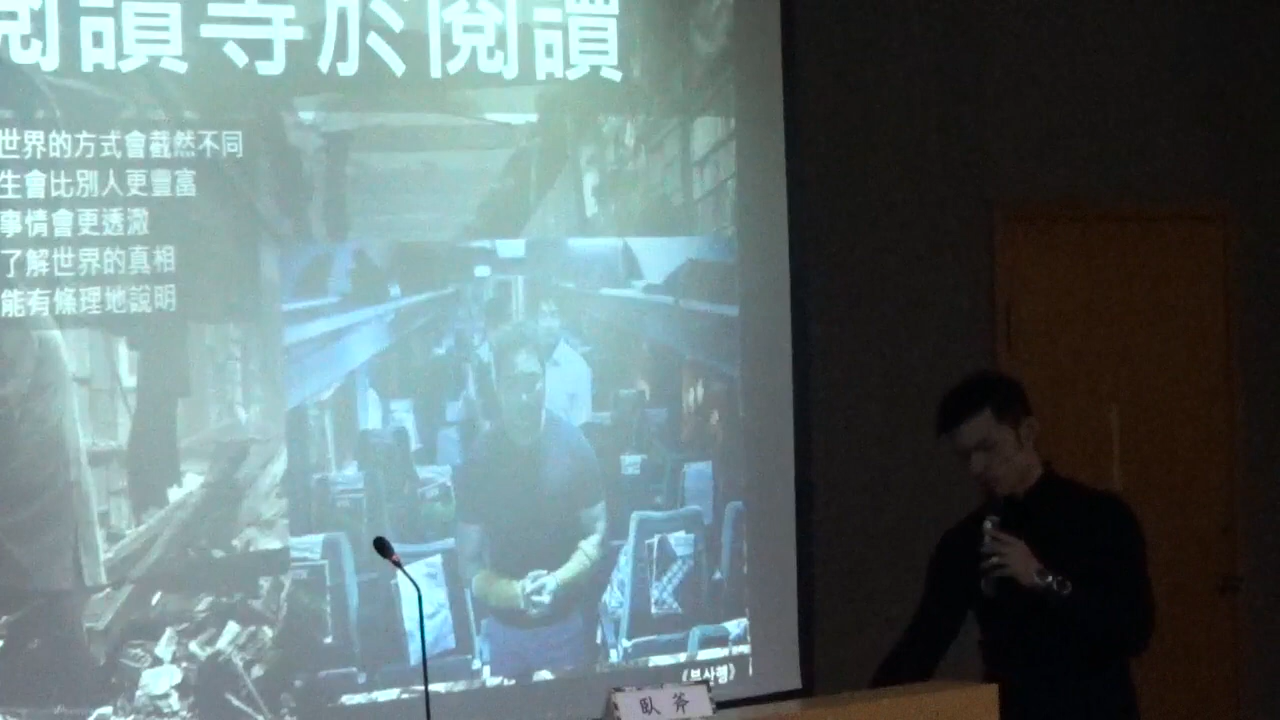 閱讀等於閱讀
世界的方式會截然不同
生會比別人更豐富
事情會更透澈
了解世界的真相
能有條理地說明
《부산행》
臥斧